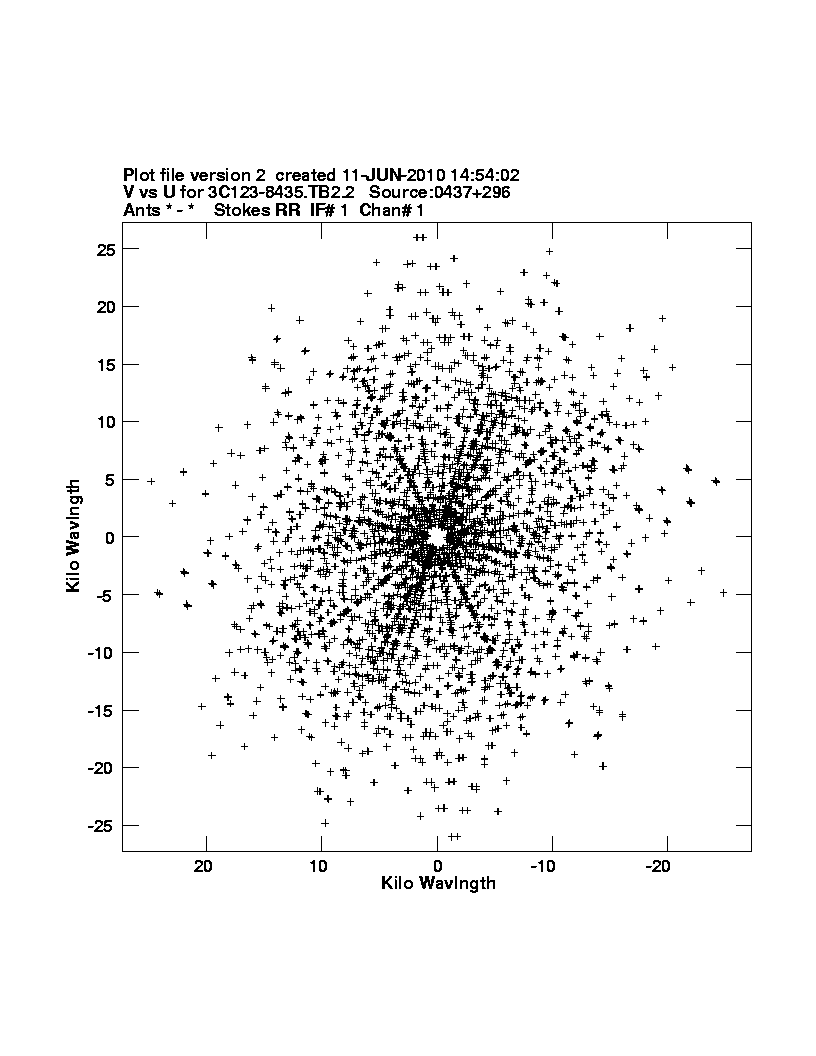 Plot file version 2 created 11-JUN-2010 14:54:02
V vs U for 3C123-8435.TB2.2 Source:0437+296
Ants * - * Stokes RR IF# 1 Chan# 1
25
20
15
10
5
0
-5
-10
-15
-20
-25
Kilo Wavlngth
20 10 0 -10 -20
Kilo Wavlngth